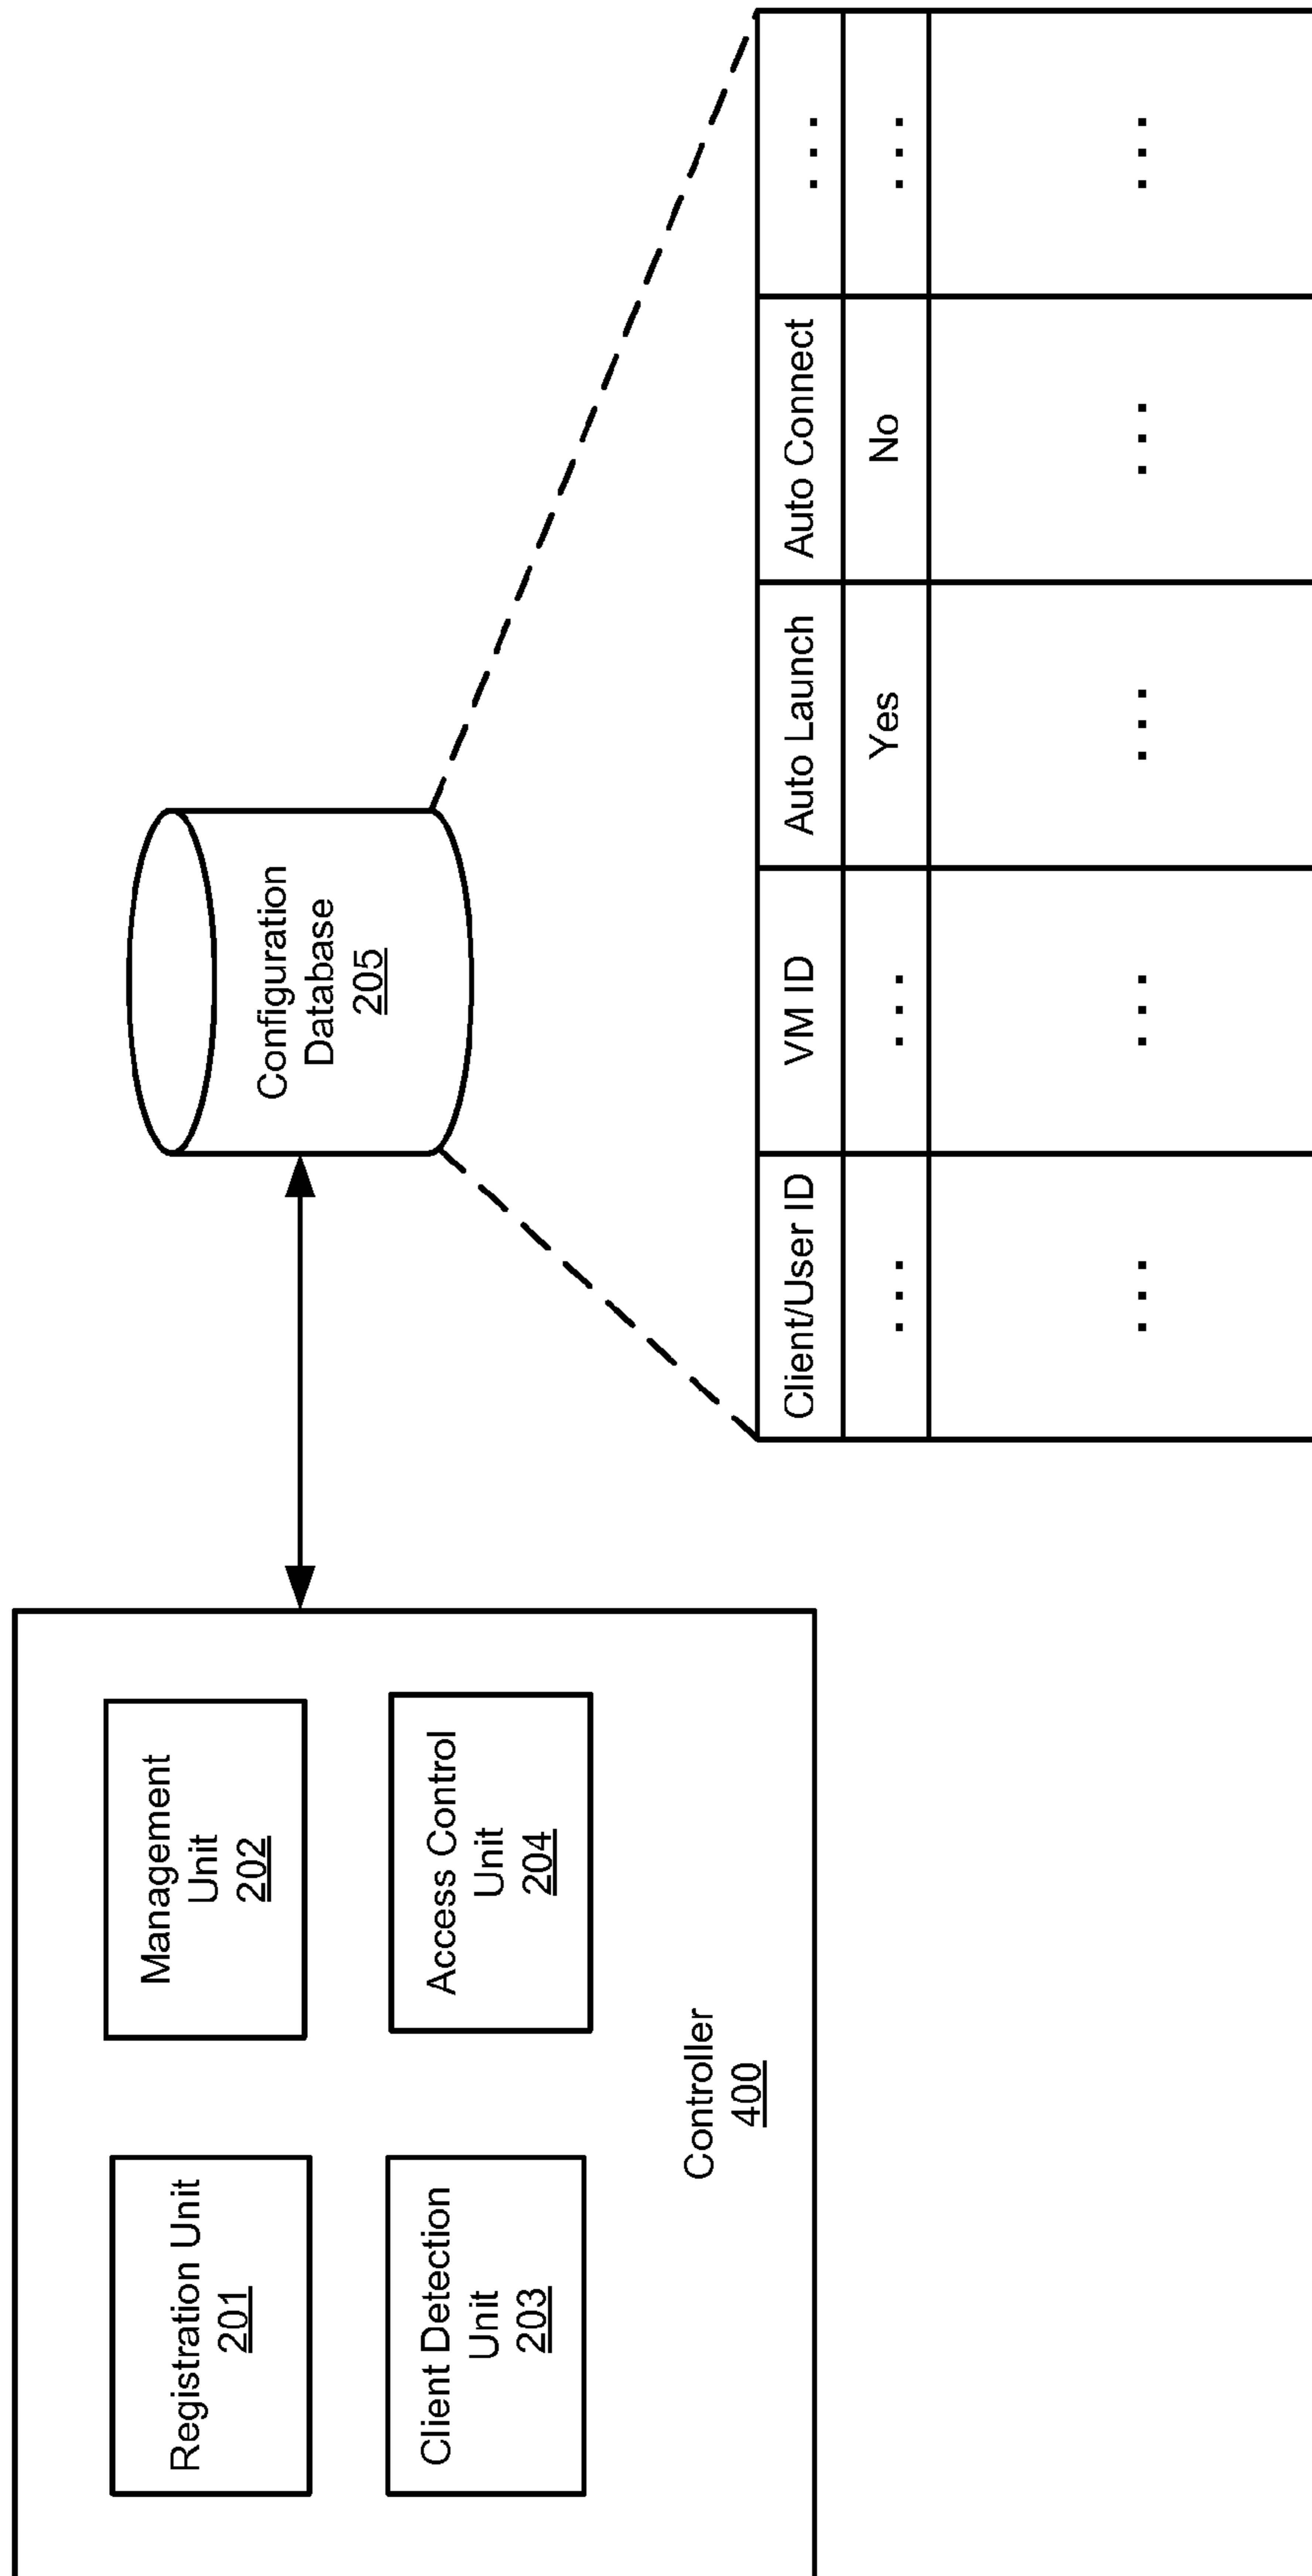 Registration Unit
201
Management
Unit
202
Client Detection
Unit
203
Access Control
Unit
204
Controller
400
Configuration
Database
205
Client/User ID
VM ID
Auto Launch
Auto Connect
. . .
. . .
. . .
Yes
No
. . .
. . .
. . .
. . .
. . .
. . .